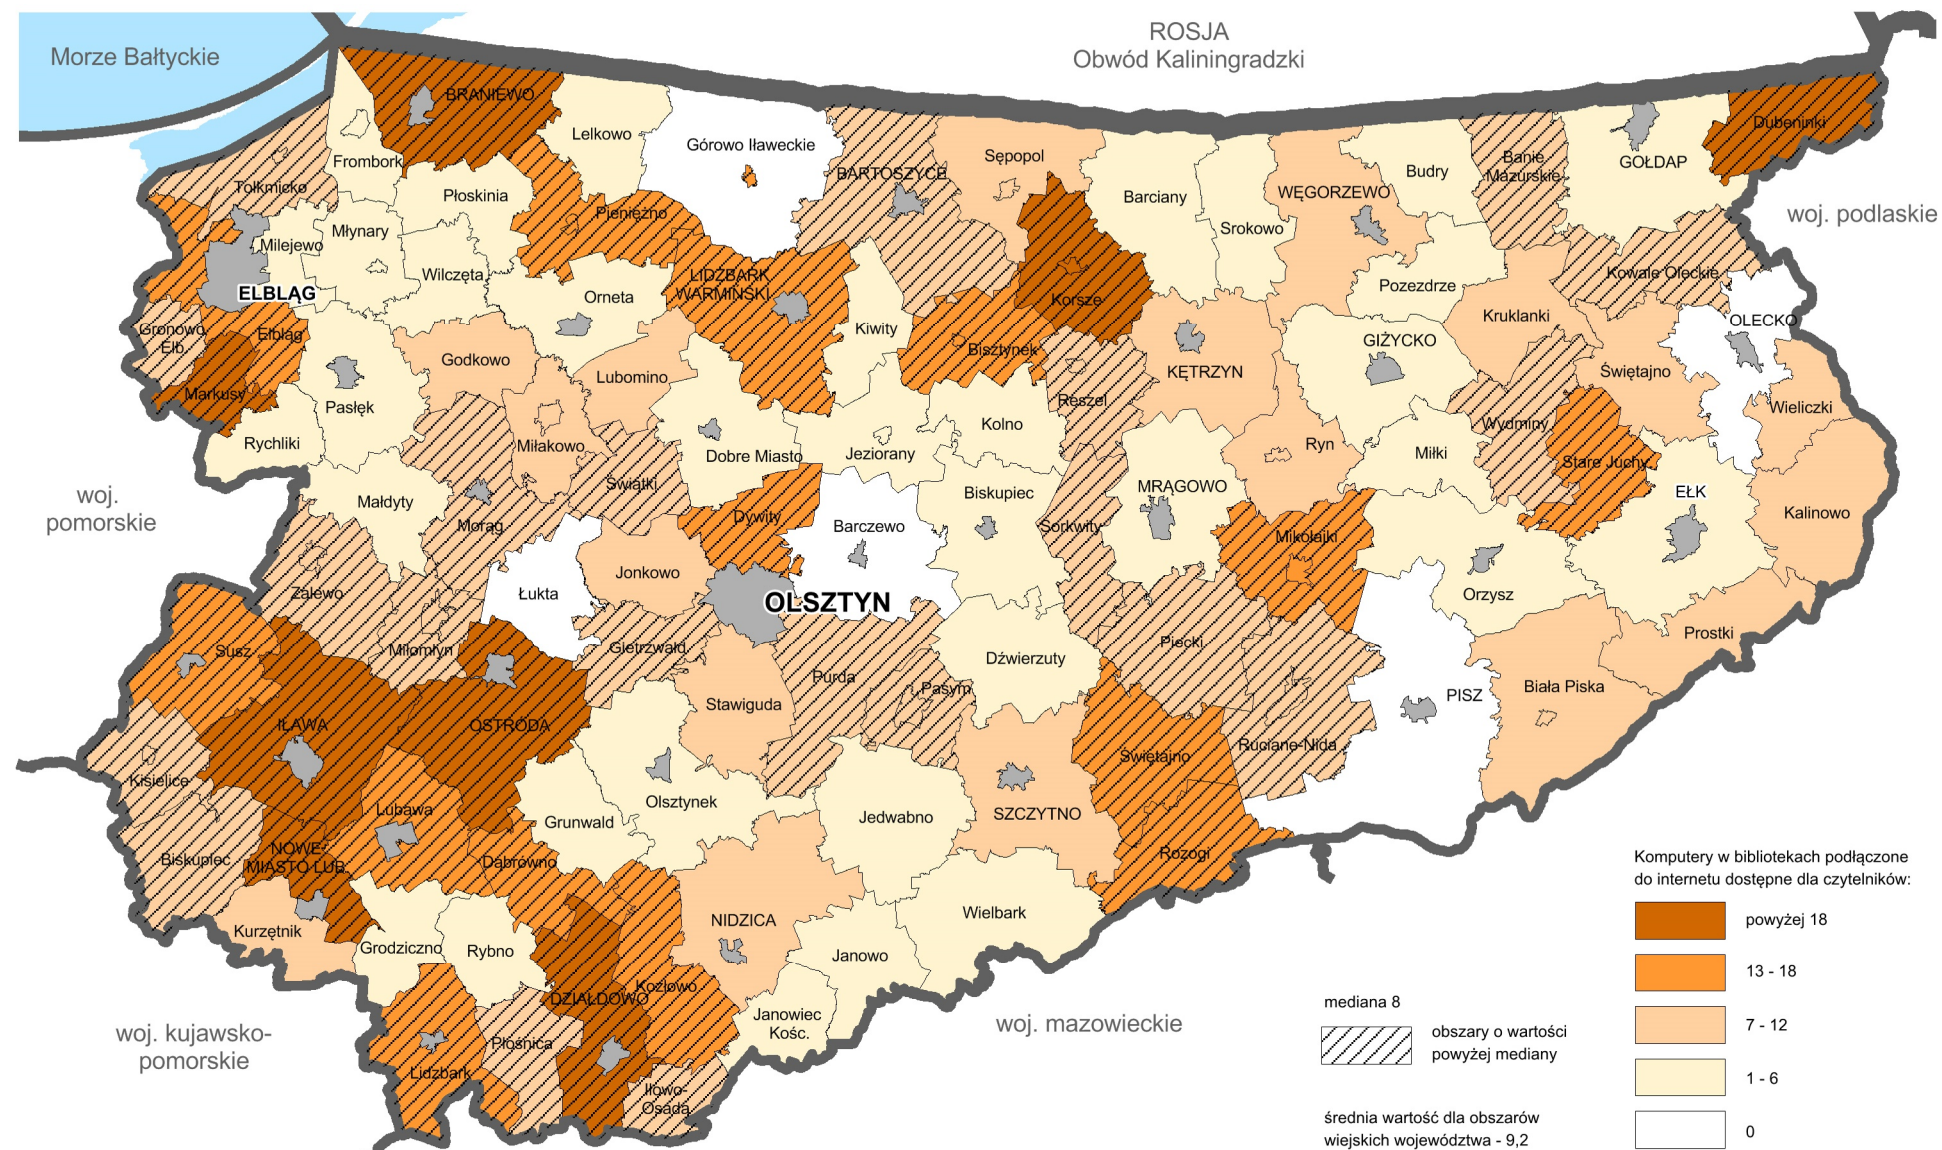 Morze Bałtyckie
ROSJA
Obwód Kaliningradzki
woj. podlaskie
woj.
pomorskie
woj. kujawsko-
pomorskie
woj. mazowieckie
BRANIEWO
Lelkowo
Górowo Iławeckie
BARTOSZYCE
Sępopol
Barciany
Srokowo
WĘGORZEWO
Budry
Banie
Mazurskie
GOŁDAP
Dubeninki
Frombork
Tolkmicko
Płoskinia
Pieniężno
Młynary
Milejewo
Wilczęta
ELBLĄG
Elbląg
Gronowo
Elb.
Markusy
Rychliki
Pasłęk
Orneta
LIDZBARK
WARMIŃSKI
Kiwity
Bisztynek
Korsze
KĘTRZYN
Reszel
Pozezdrze
Kruklanki
GIŻYCKO
Kowale Oleckie
OLECKO
Świętajno
Wieliczki
Godkowo
Lubomino
Miłakowo
Dobre Miasto
Jeziorany
Kolno
Ryn
Miłki
Wydminy
Stare Juchy
EŁK
Kalinowo
Małdyty
Morąg
Świątki
Dywity
Barczewo
Biskupiec
Sorkwity
MRĄGOWO
Mikołajki
Orzysz
Prostki
Zalewo
Miłomłyn
Łukta
Jonkowo
OLSZTYN
Gietrzwałd
Stawiguda
Purda
Pasym
Dźwierzuty
Piecki
Ruciane-Nida
PISZ
Biała Piska
Susz
IŁAWA
OSTRÓDA
Kisielice
Biskupiec
NOWE-
MIASTO LUB.
Lubawa
Dąbrówno
Grunwald
Olsztynek
Jedwabno
SZCZYTNO
Świętajno
Rozogi
Kurzętnik
Grodziczno
Rybno
NIDZICA
Wielbark
Janowo
Janowiec
Kośc.
Kozłowo
DZIAŁDOWO
Płośnica
Lidzbark
Iłowo-
Osada
Komputery w bibliotekach podłączone
do internetu dostępne dla czytelników:
powyżej 18
13 - 18
7 - 12
1 - 6
0
mediana 8
obszary o wartości
powyżej mediany
średnia wartość dla obszarów
wiejskich województwa - 9,2